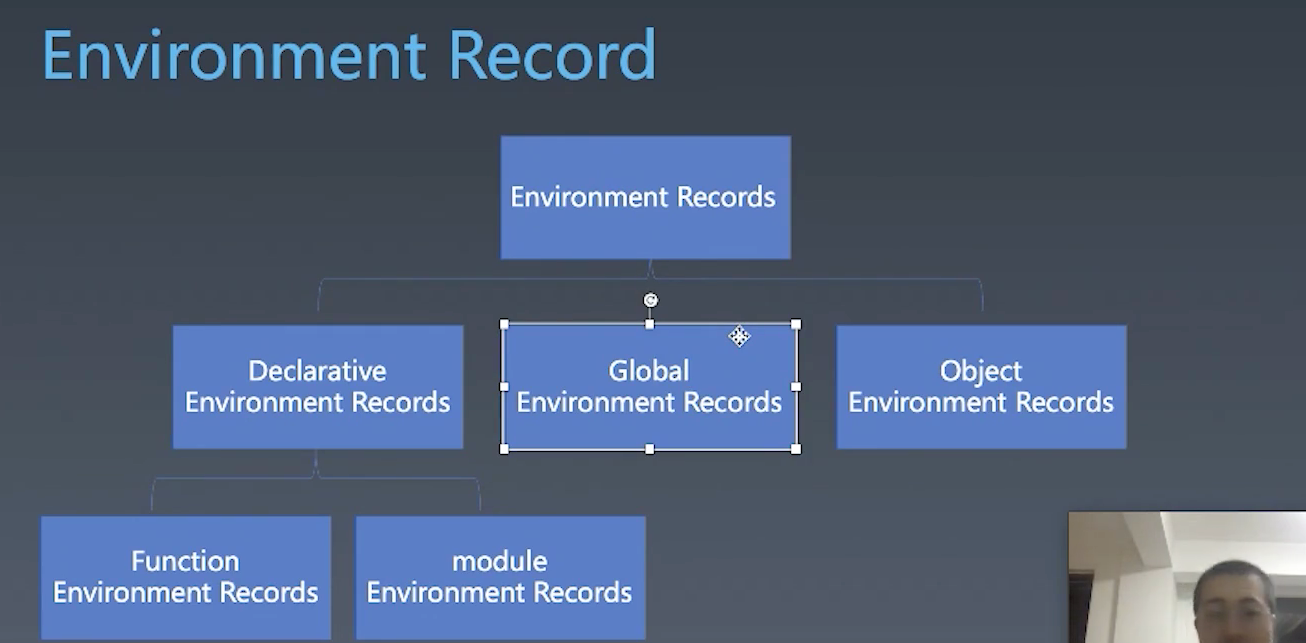 Environment Record
Environment Records
Declarative
Environment Records
Global
Environment Records
Object
Environment Records
Function
Environment Records
module
Environment Records